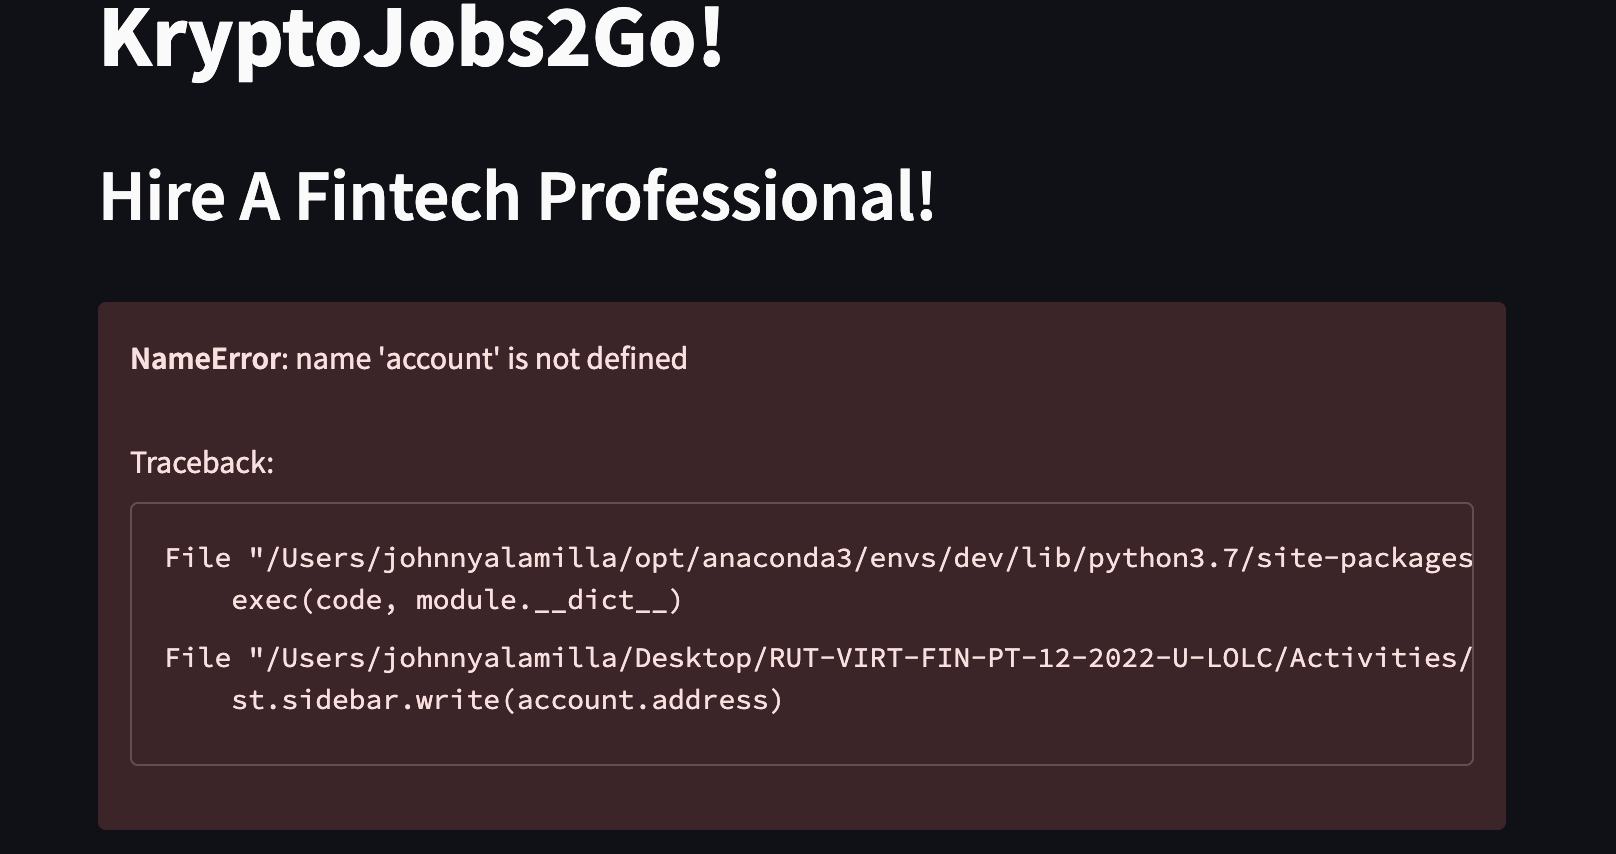 KryptoJobs2Go!
Hire A Fintech Professional!
NameError: name 'account' is not defined
Traceback:
File "/Users/johnnyalamilla/opt/anaconda3/envs/dev/lib/python3.7/site-packages
exec(code, module.__dict__)
File "/Users/johnnyalamilla/Desktop/RUT-VIRT-FIN-PT-12-2022-U-LOLC/Activities/
st.sidebar.write(account.address)